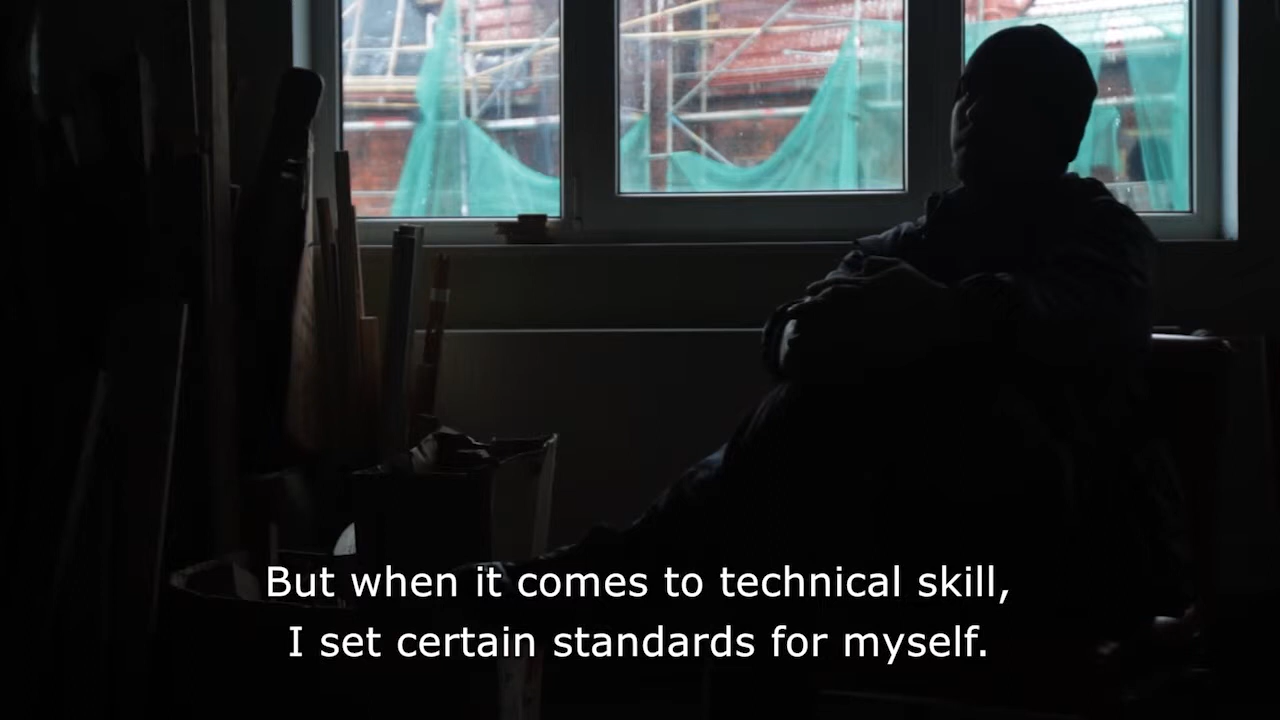 But when it comes to technical skill,
I set certain standards for myself.